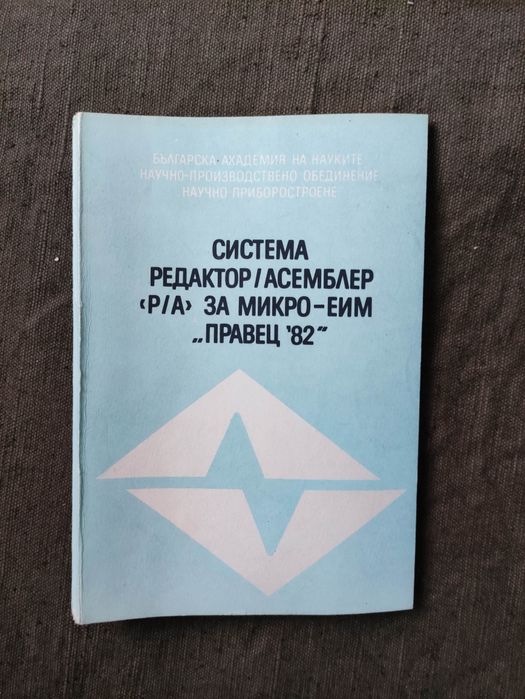 БЪЛГАРСКА АКАДЕМИЯ НА НАУКИТЕ
НАУЧНО-ПРОИЗВОДСТВЕНО ОБЕДИНЕНИЕ
НАУЧНО ПРИБОРОСТРОЕНЕ
СИСТЕМА
РЕДАКТОР/АСЕМБЛЕР
‹Р/А› ЗА МИКРО-ЕИМ
„ПРАВЕЦ '82"